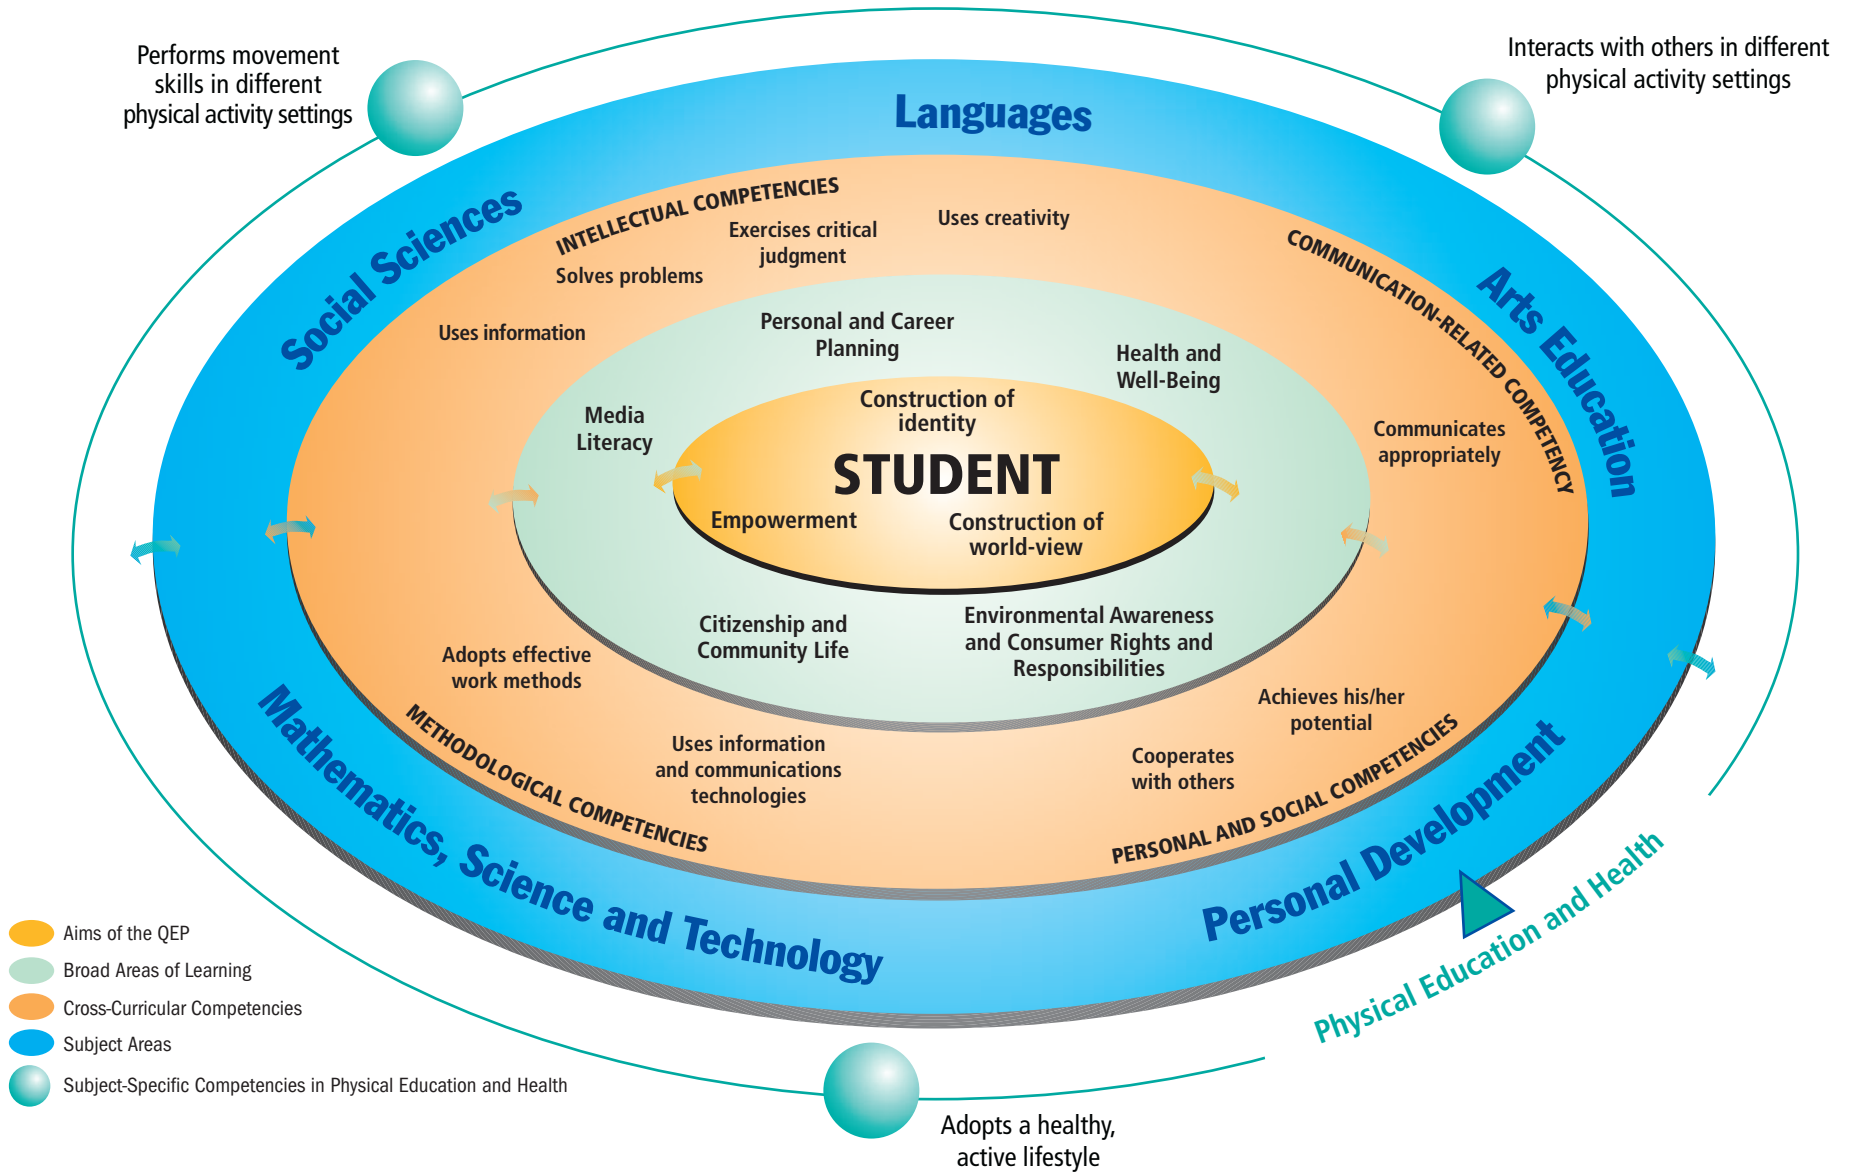 Performs movement
skills in different
physical activity settings
Interacts with others in different
physical activity settings
Languages
Social Sciences
Arts Education
INTELLECTUAL COMPETENCIES
Uses creativity
Exercises critical
judgment
Solves problems
Uses information
COMMUNICATION-RELATED COMPETENCY
Communicates
appropriately
Personal and Career
Planning
Health and
Well-Being
Media
Literacy
Construction of
identity
STUDENT
Empowerment
Construction of
world-view
Citizenship and
Community Life
Environmental Awareness
and Consumer Rights and
Responsibilities
Adopts effective
work methods
Uses information
and communications
technologies
METHODOLOGICAL COMPETENCIES
Achieves his/her
potential
Cooperates
with others
PERSONAL AND SOCIAL COMPETENCIES
Mathematics, Science and Technology
Personal Development
Physical Education and Health
Aims of the QEP
Broad Areas of Learning
Cross-Curricular Competencies
Subject Areas
Subject-Specific Competencies in Physical Education and Health
Adopts a healthy,
active lifestyle